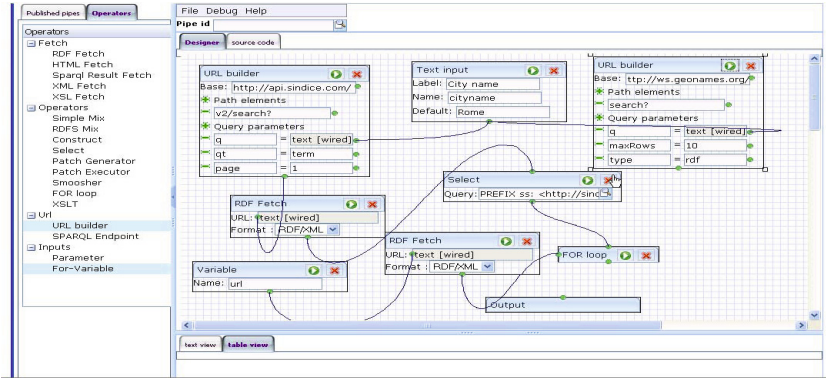 Published pipes Operators
Operators
Fetch
RDF Fetch
HTML Fetch
Sparql Result Fetch
XML Fetch
XSL Fetch
Operators
Simple Mix
RDFS Mix
Construct
Select
Patch Generator
Patch Executor
Smoosher
FOR loop
XSLT
Url
URL builder
SPARQL Endpoint
Inputs
Parameter
For-Variable
File Debug Help
Pipe id
Designer source code
URL builder
Base: http://api.sindice.com/
Path elements
v2/search?
Query parameters
q = text [wired]
qt = term
page = 1
Text input
Label: City name
Name: cityname
Default: Rome
URL builder
Base: ttp://ws.geonames.org/
Path elements
search?
Query parameters
q = text [wired]
maxRows = 10
type = rdf
Select
Query: PREFIX ss: <http://sind
RDF Fetch
URL: text [wired]
Format : RDF/XML
RDF Fetch
URL: text [wired]
Format : RDF/XML
FOR loop
Variable
Name: url
Output
text view table view